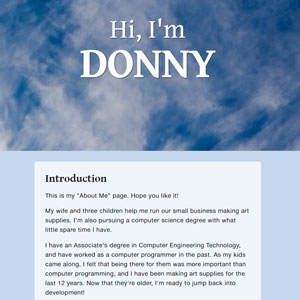 Hi, I'm
DONNY
Introduction
This is my "About Me" page. Hope you like it!
My wife and three children help me run our small business making art
supplies. I'm also pursuing a computer science degree with what
little spare time I have.
I have an Associate's degree in Computer Engineering Technology,
and have worked as a computer programmer in the past. As my kids
came along, I felt that being there for them was more important than
computer programming, and I have been making art supplies for the
last 12 years. Now that they're older, I'm ready to jump back into
development!